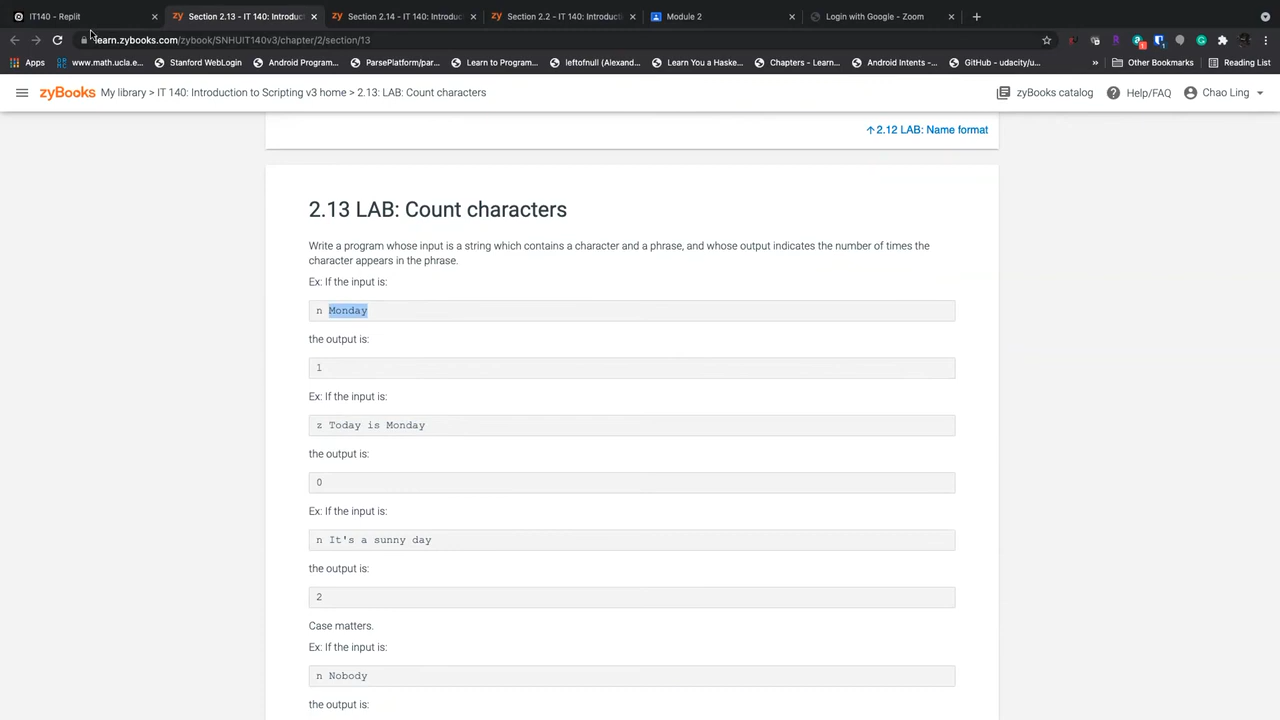 IT140 - Replit
Section 2.13 - IT 140: Introduct
Section 2.14 - IT 140: Introduc
Section 2.2 - IT 140: Introducti
Module 2
Login with Google - Zoom
learn.zybooks.com/zybook/SNHUIT140v3/chapter/2/section/13
Apps
www.math.ucla.e...
Stanford WebLogin
Android Program...
ParsePlatform/par...
Learn to Program...
leftofnull (Alexand...
Learn You a Haske...
Chapters - Learn...
Android Intents -...
GitHub - udacity/u...
»
Other Bookmarks
Reading List
zyBooks My library > IT 140: Introduction to Scripting v3 home > 2.13: LAB: Count characters
zyBooks catalog
Help/FAQ
Chao Ling
↑ 2.12 LAB: Name format
2.13 LAB: Count characters
Write a program whose input is a string which contains a character and a phrase, and whose output indicates the number of times the
character appears in the phrase.
Ex: If the input is:
n Monday
the output is:
1
Ex: If the input is:
z Today is Monday
the output is:
0
Ex: If the input is:
n It's a sunny day
the output is:
2
Case matters.
Ex: If the input is:
n Nobody
the output is: